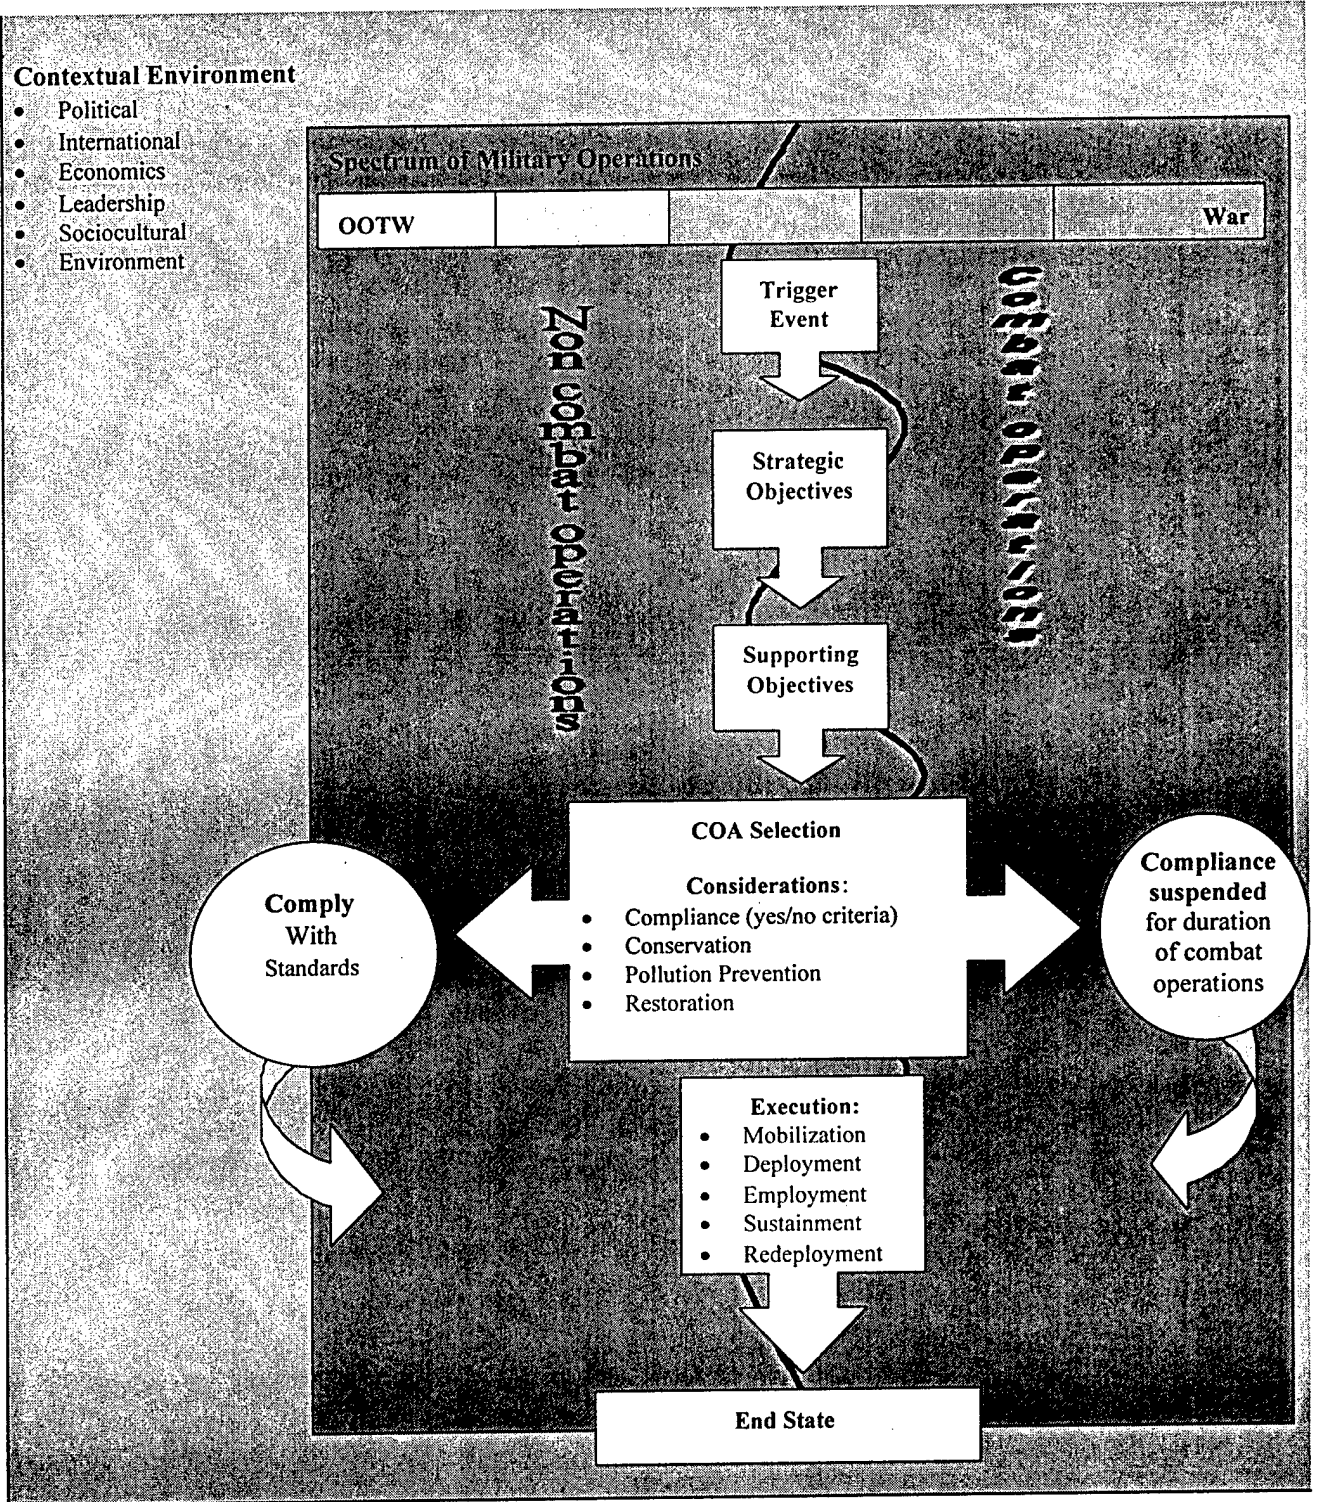 Contextual Environment
• Political
• International
• Economics
• Leadership
• Sociocultural
• Environment
Spectrum of Military Operations
OOTW
War
Trigger
Event
Non combat operations
Combat operations
Strategic
Objectives
Supporting
Objectives
COA Selection
Considerations:
• Compliance (yes/no criteria)
• Conservation
• Pollution Prevention
• Restoration
Comply
With
Standards
Compliance
suspended
for duration
of combat
operations
Execution:
• Mobilization
• Deployment
• Employment
• Sustainment
• Redeployment
End State